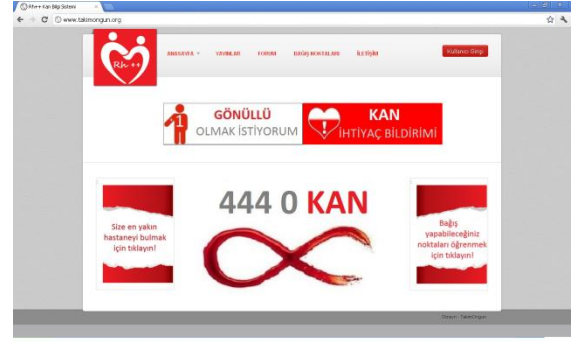 Rh++ Kan Bilgi Sistemi
www.takimongun.org
Rh ++
ANASAYFA
YAYINLAR
FORUM
BAĞIŞ NOKTALARI
İLETİŞİM
Kullanıcı Girişi
1
GÖNÜLLÜ
OLMAK İSTİYORUM
KAN
İHTİYAÇ BİLDİRİMİ
444 0 KAN
Size en yakın
hastaneyi bulmak
için tıklayın!
Bağış
yapabileceğiniz
noktaları öğrenmek
için tıklayın!